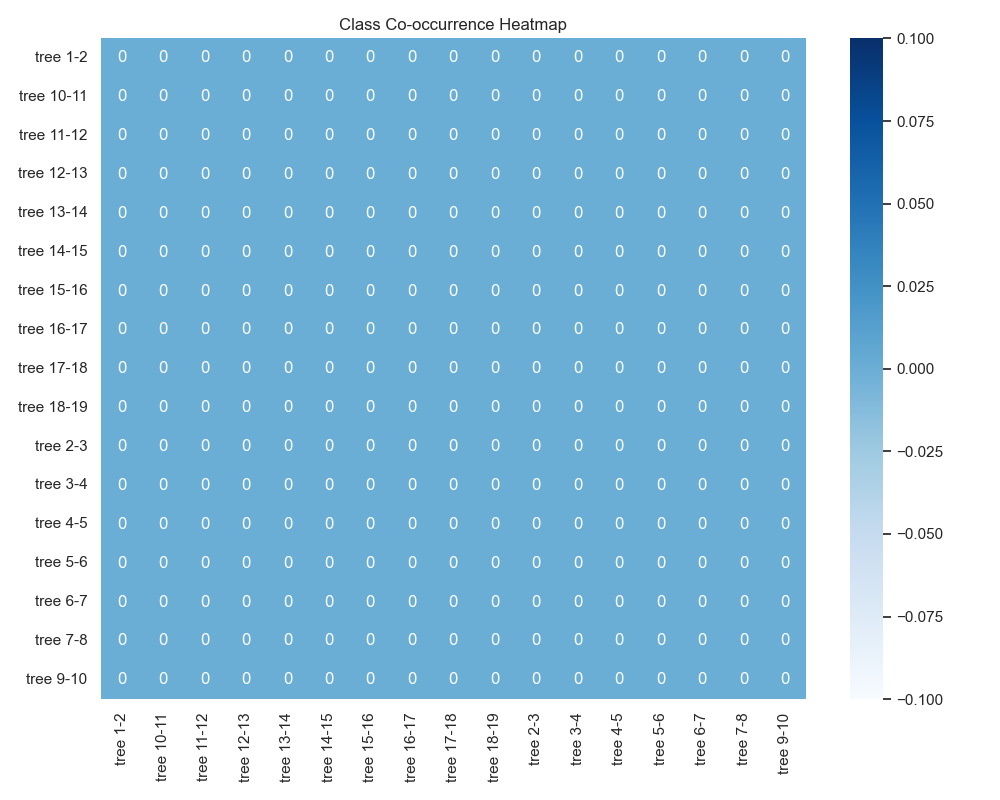 Class Co-occurrence Heatmap
tree 1-2 0 0 0 0 0 0 0 0 0 0 0 0 0 0 0 0 0
tree 10-11 0 0 0 0 0 0 0 0 0 0 0 0 0 0 0 0 0
tree 11-12 0 0 0 0 0 0 0 0 0 0 0 0 0 0 0 0 0
tree 12-13 0 0 0 0 0 0 0 0 0 0 0 0 0 0 0 0 0
tree 13-14 0 0 0 0 0 0 0 0 0 0 0 0 0 0 0 0 0
tree 14-15 0 0 0 0 0 0 0 0 0 0 0 0 0 0 0 0 0
tree 15-16 0 0 0 0 0 0 0 0 0 0 0 0 0 0 0 0 0
tree 16-17 0 0 0 0 0 0 0 0 0 0 0 0 0 0 0 0 0
tree 17-18 0 0 0 0 0 0 0 0 0 0 0 0 0 0 0 0 0
tree 18-19 0 0 0 0 0 0 0 0 0 0 0 0 0 0 0 0 0
tree 2-3 0 0 0 0 0 0 0 0 0 0 0 0 0 0 0 0 0
tree 3-4 0 0 0 0 0 0 0 0 0 0 0 0 0 0 0 0 0
tree 4-5 0 0 0 0 0 0 0 0 0 0 0 0 0 0 0 0 0
tree 5-6 0 0 0 0 0 0 0 0 0 0 0 0 0 0 0 0 0
tree 6-7 0 0 0 0 0 0 0 0 0 0 0 0 0 0 0 0 0
tree 7-8 0 0 0 0 0 0 0 0 0 0 0 0 0 0 0 0 0
tree 9-10 0 0 0 0 0 0 0 0 0 0 0 0 0 0 0 0 0
tree 1-2
tree 10-11
tree 11-12
tree 12-13
tree 13-14
tree 14-15
tree 15-16
tree 16-17
tree 17-18
tree 18-19
tree 2-3
tree 3-4
tree 4-5
tree 5-6
tree 6-7
tree 7-8
tree 9-10
0.100
0.075
0.050
0.025
0.000
−0.025
−0.050
−0.075
−0.100